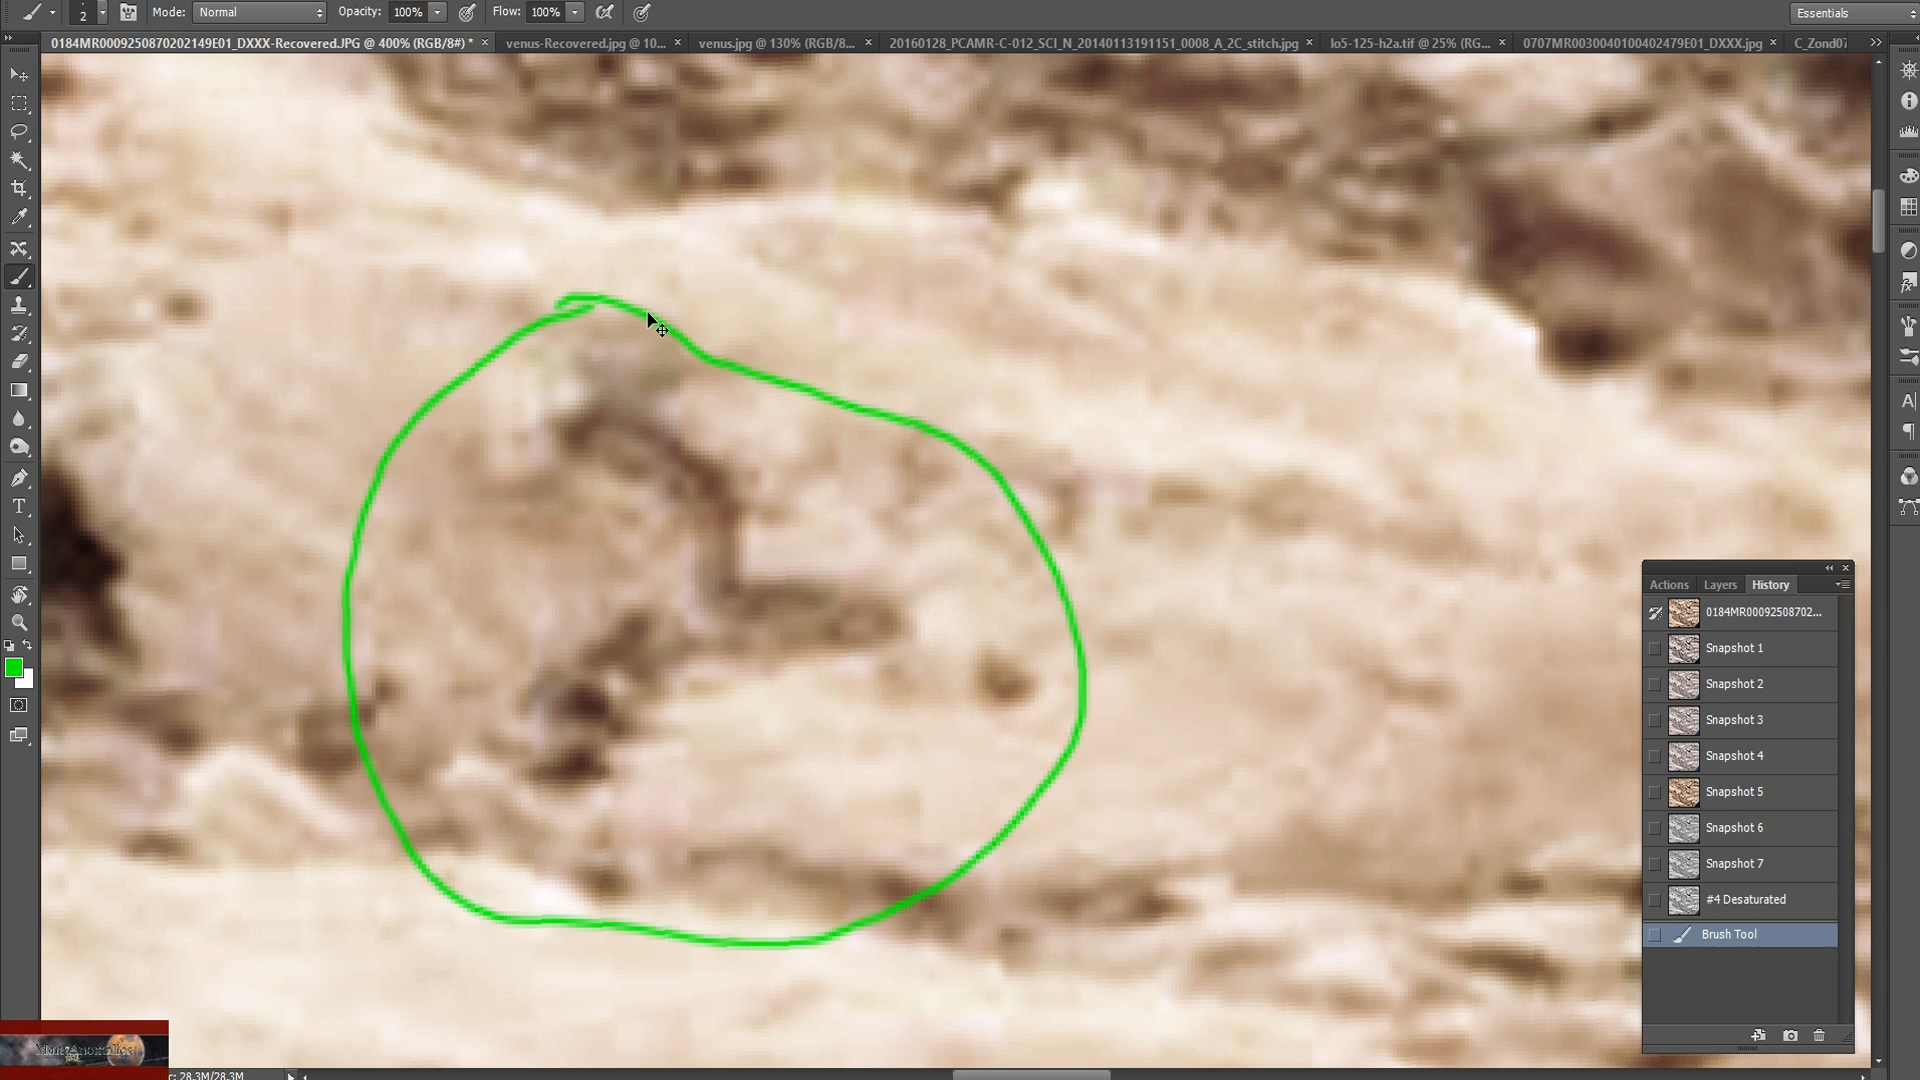 2 Mode: Normal Opacity: 100% Flow: 100% Essentials
0184MR0009250870202149E01_DXXX-Recovered.JPG @ 400% (RGB/8#) * × venus-Recovered.jpg @ 10... × venus.jpg @ 130% (RGB/8... × 20160128_PCAMR-C-012_SCI_N_20140113191151_0008_A_2C_stitch.jpg × lo5-125-h2a.tif @ 25% (RG... × 0707MR0030040100402479E01_DXXX.jpg × C_Zond07
Actions Layers History
0184MR00092508702...
Snapshot 1
Snapshot 2
Snapshot 3
Snapshot 4
Snapshot 5
Snapshot 6
Snapshot 7
#4 Desaturated
Brush Tool
28.3M/28.3M